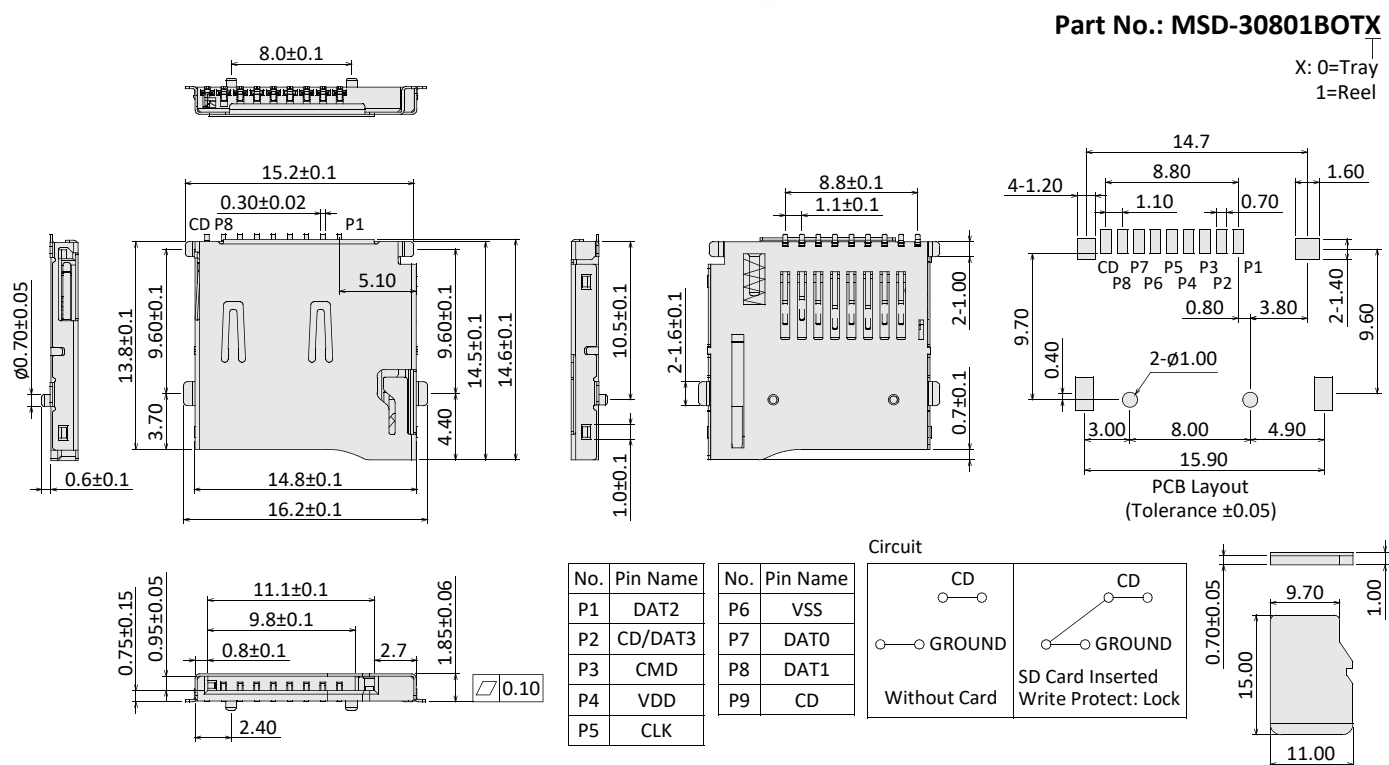 Part No.: MSD-30801BOTX
X: 0=Tray
1=Reel
8.0±0.1
15.2±0.1
0.30±0.02
CD P8 P1
5.10
Ø0.70±0.05
13.8±0.1
9.60±0.1
3.70
9.60±0.1
4.40
14.5±0.1
14.6±0.1
0.6±0.1
14.8±0.1
16.2±0.1
10.5±0.1
1.0±0.1
8.8±0.1
1.1±0.1
2-1.6±0.1
2-1.00
0.7±0.1
14.7
8.80
4-1.20
1.60
1.10
0.70
CD P7 P5 P3 P1
P8 P6 P4 P2
0.80
3.80
2-1.40
9.70
9.60
0.40
2-ø1.00
3.00
8.00
4.90
15.90
PCB Layout
(Tolerance ±0.05)
0.75±0.15
0.95±0.05
11.1±0.1
9.8±0.1
0.8±0.1
2.7
1.85±0.06
0.10
2.40
No. Pin Name
P1 DAT2
P2 CD/DAT3
P3 CMD
P4 VDD
P5 CLK
No. Pin Name
P6 VSS
P7 DAT0
P8 DAT1
P9 CD
Circuit
CD
GROUND
Without Card
CD
GROUND
SD Card Inserted
Write Protect: Lock
0.70±0.05
1.00
9.70
15.00
11.00